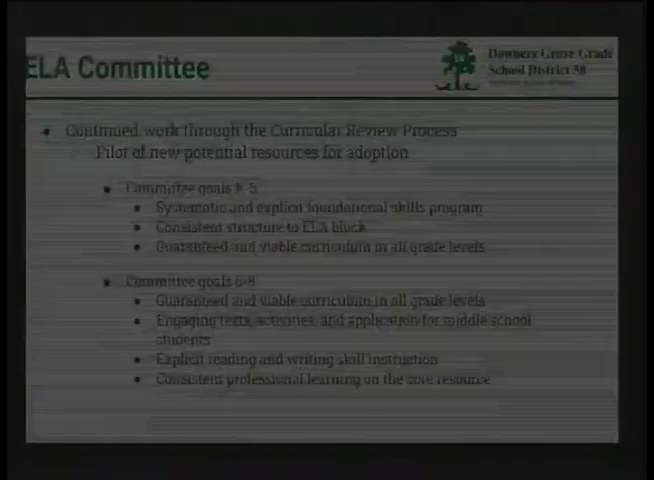 ELA Committee
Downers Grove Grade
School District 58
Continued work through the Curricular Review Process
Pilot of new potential resources for adoption
Committee goals K-5
Systematic and explicit foundational skills program
Consistent structure to ELA block
Guaranteed and viable curriculum in all grade levels
Committee goals 6-8
Guaranteed and viable curriculum in all grade levels
Engaging texts, activities, and application for middle school
students
Explicit reading and writing skill instruction
Consistent professional learning on the core resource